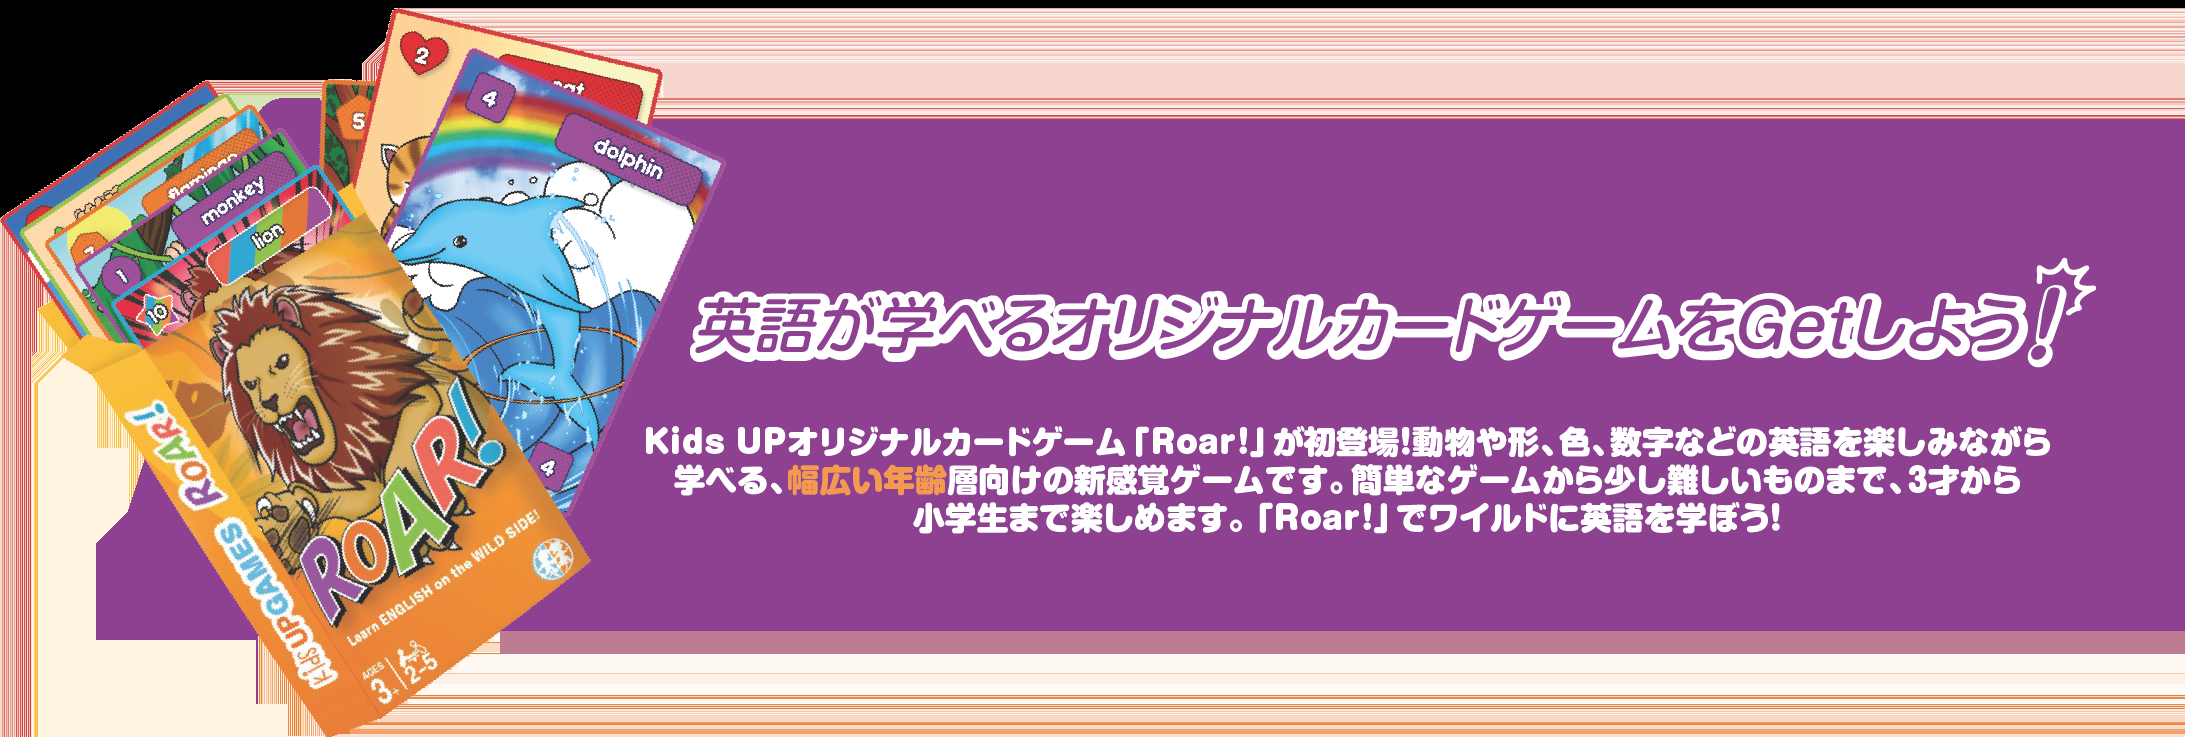 2
cat
4
dolphin
5
flamingo
monkey
7
1
lion
10
4
英語が学べるオリジナルカードゲームをGetしよう!
Kids UPオリジナルカードゲーム「Roar!」が初登場!動物や形、色、数字などの英語を楽しみながら
学べる、幅広い年齢層向けの新感覚ゲームです。簡単なゲームから少し難しいものまで、3才から
小学生まで楽しめます。「Roar!」でワイルドに英語を学ぼう!
ROAR!
Learn ENGLISH on the WILD SIDE!
KidsUP GAMES ROAR!
AGES
3+
2-5